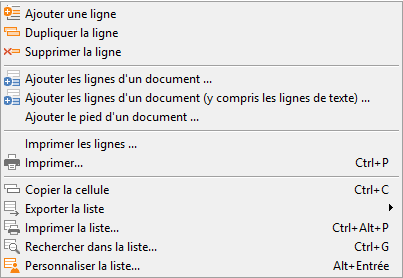 Ajouter une ligne
Dupliquer la ligne
Supprimer la ligne
Ajouter les lignes d'un document ...
Ajouter les lignes d'un document (y compris les lignes de texte) ...
Ajouter le pied d'un document ...
Imprimer les lignes ...
Imprimer... Ctrl+P
Copier la cellule Ctrl+C
Exporter la liste
Imprimer la liste... Ctrl+Alt+P
Rechercher dans la liste... Ctrl+G
Personnaliser la liste... Alt+Entrée